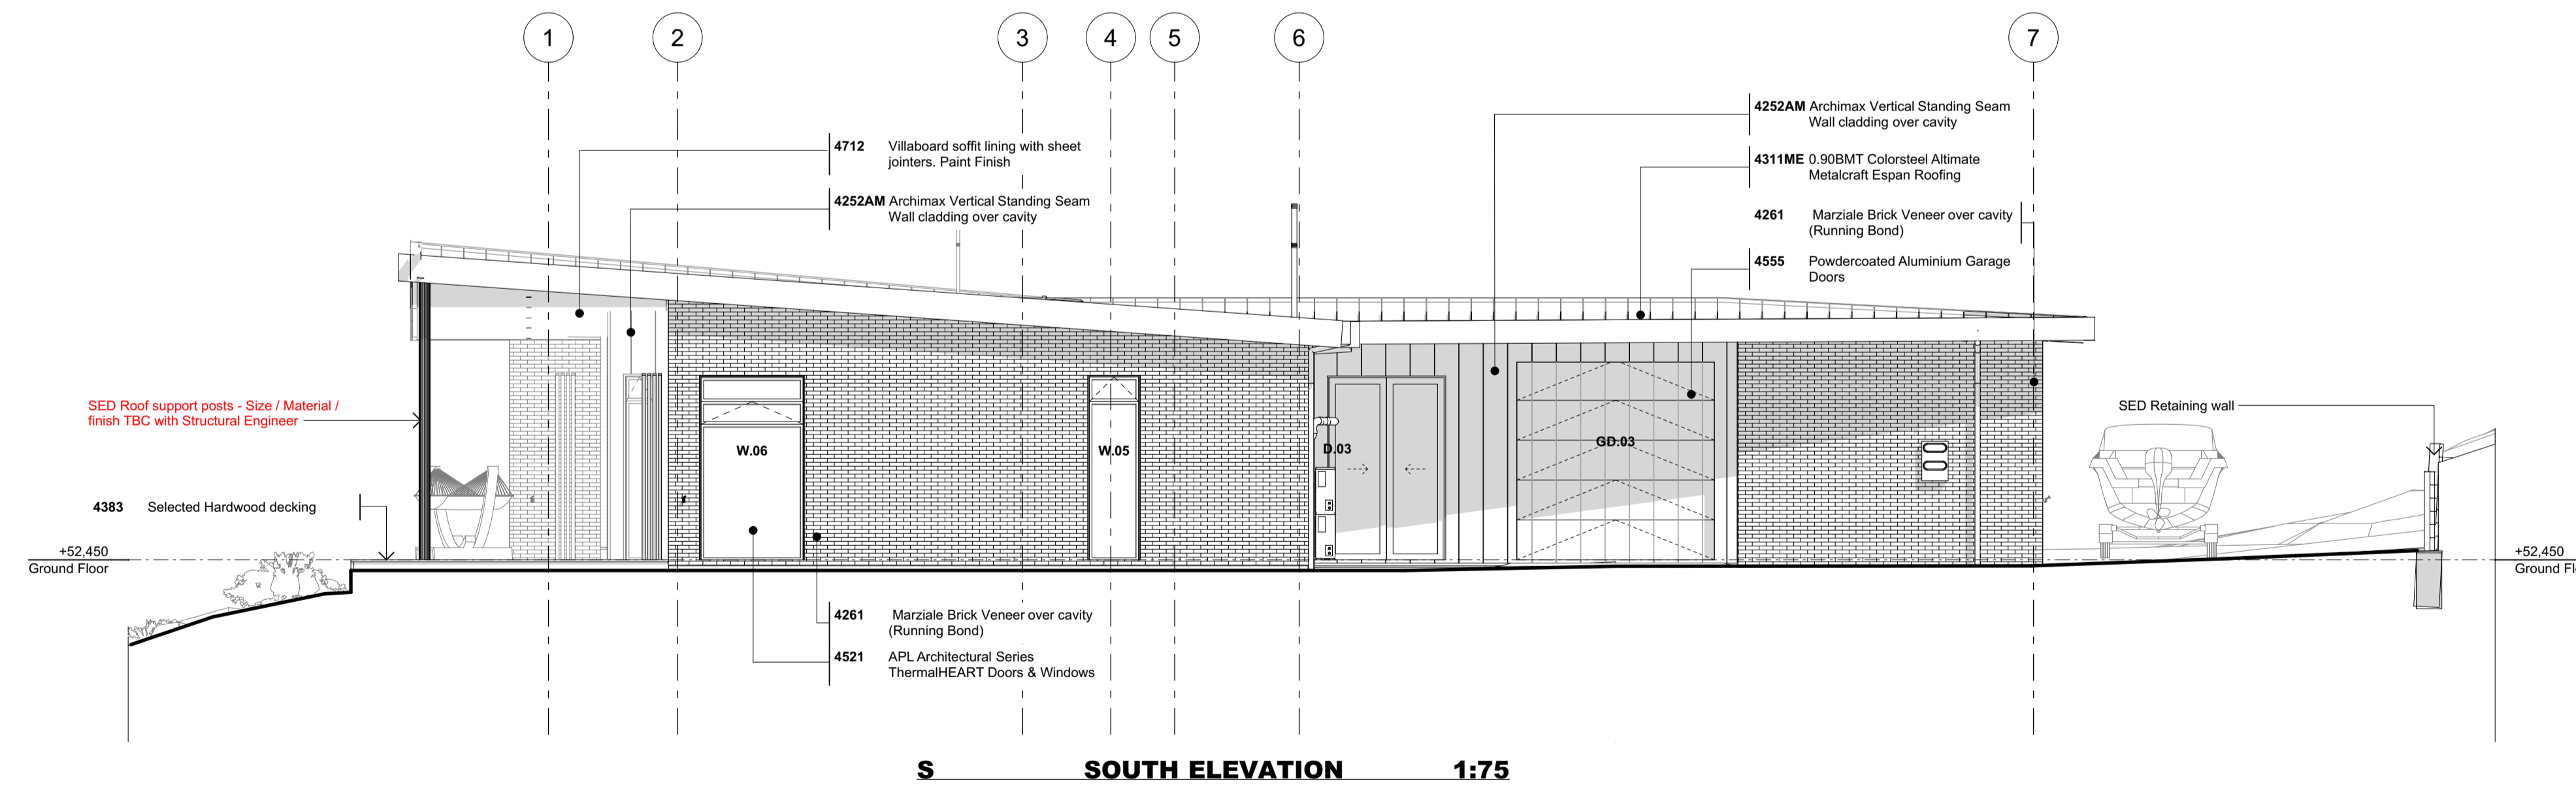 1 2 3 4 5 6 7
4712 Villaboard soffit lining with sheet
jointers. Paint Finish
4252AM Archimax Vertical Standing Seam
Wall cladding over cavity
4252AM Archimax Vertical Standing Seam
Wall cladding over cavity
4311ME 0.90BMT Colorsteel Altimate
Metalcraft Espan Roofing
4261 Marziale Brick Veneer over cavity
(Running Bond)
4555 Powdercoated Aluminium Garage
Doors
SED Roof support posts - Size / Material /
finish TBC with Structural Engineer
SED Retaining wall
W.06
W.05
D.03
GD.03
4383 Selected Hardwood decking
+52,450
Ground Floor
+52,450
Ground Fl
4261 Marziale Brick Veneer over cavity
(Running Bond)
4521 APL Architectural Series
ThermalHEART Doors & Windows
S SOUTH ELEVATION 1:75